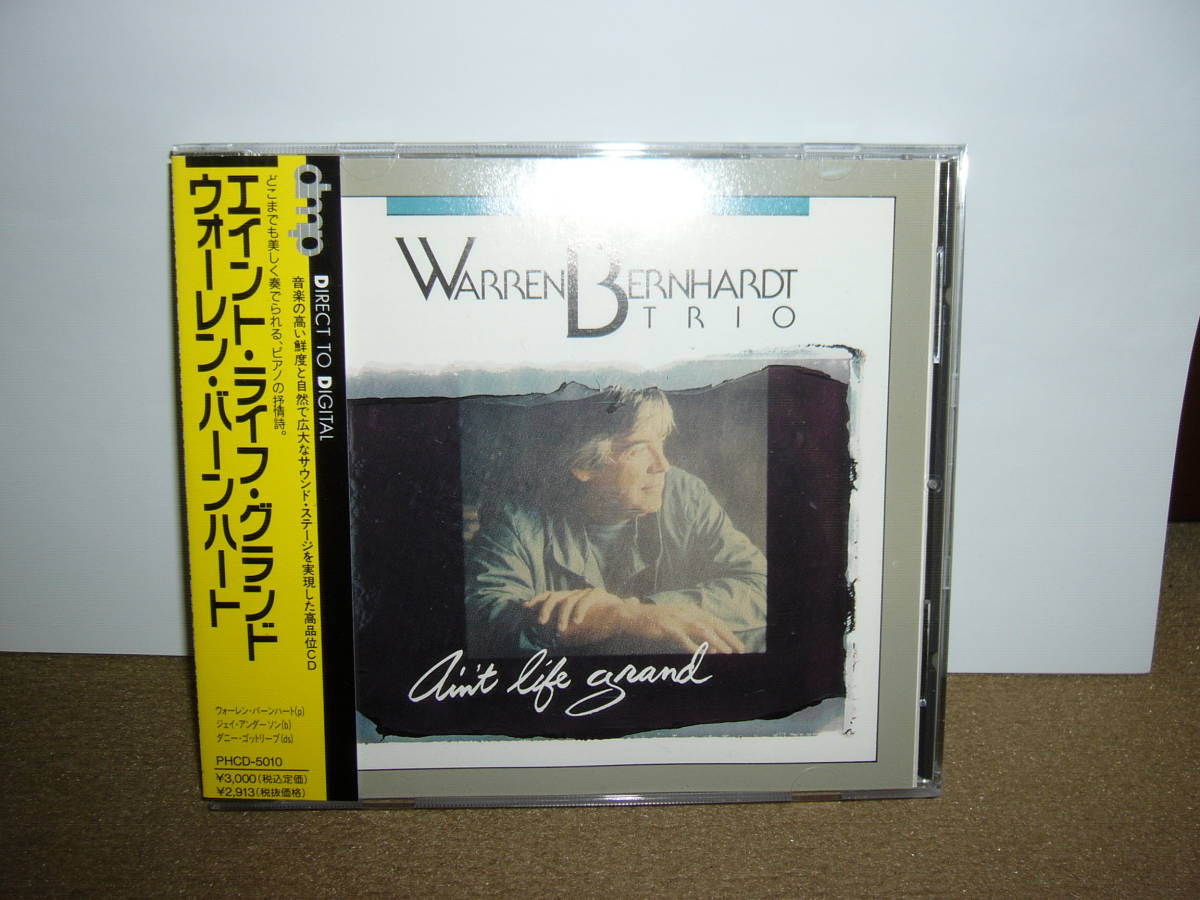 エイント・ライフ・グランド
ウォーレン・バーンハート
どこまでも美しく奏でられる、ピアノの抒情詩。
dmp
DIRECT TO DIGITAL
音楽の高い鮮度と自然で広大なサウンド・ステージを実現した高品位CD
ウォーレン・バーンハート(p)
ジェイ・アンダーソン(b)
ダニー・ゴットリーブ(ds)
PHCD-5010
¥3,000(税込定価)
¥2,913(税抜価格)
WARREN BERNHARDT
TRIO
Ain't life grand